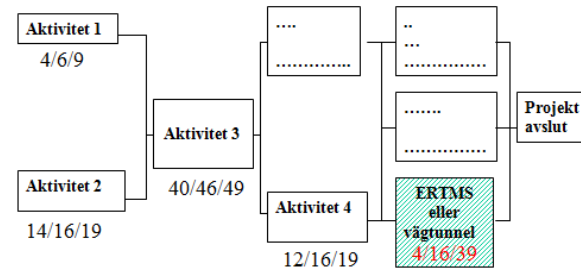 Aktivitet 1
4/6/9
Aktivitet 2
14/16/19
Aktivitet 3
40/46/49
....
..............
Aktivitet 4
12/16/19
..
...
...............
.......
...............
ERTMS
eller
vägtunnel
4/16/39
Projekt
avslut